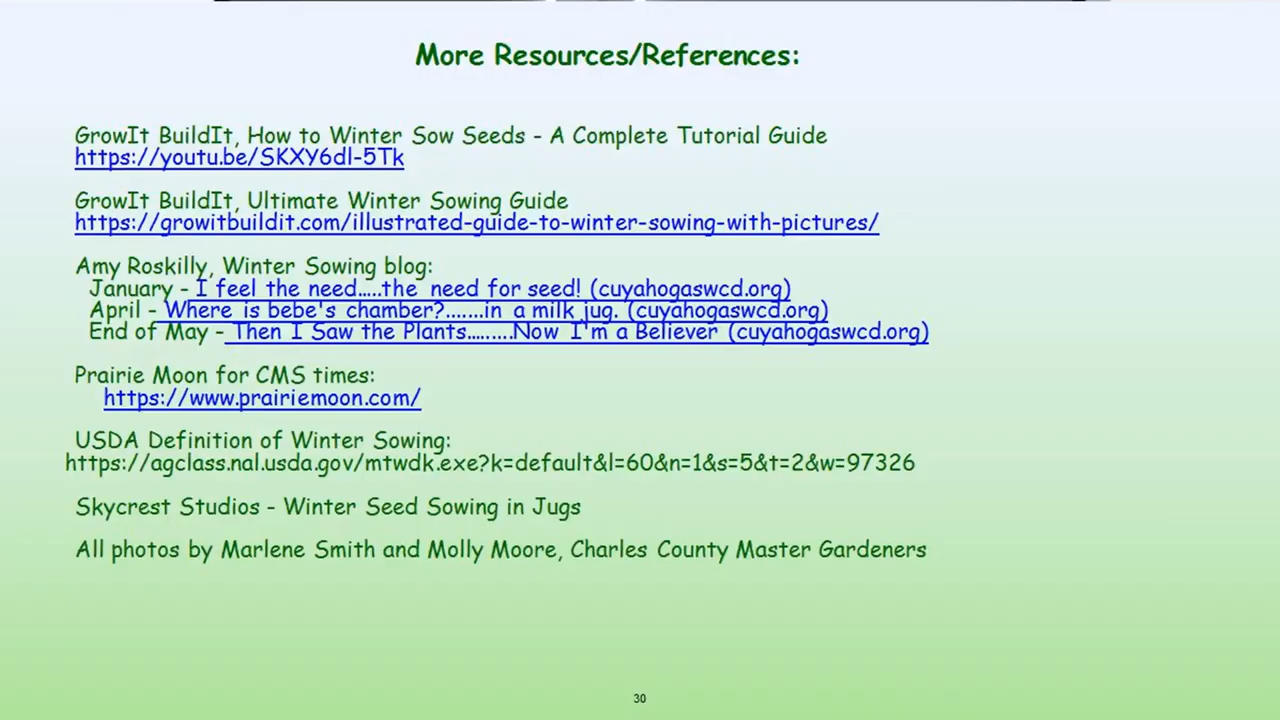 More Resources/References:
GrowIt BuildIt, How to Winter Sow Seeds - A Complete Tutorial Guide
https://youtu.be/SKXY6dl-5Tk
GrowIt BuildIt, Ultimate Winter Sowing Guide
https://growitbuildit.com/illustrated-guide-to-winter-sowing-with-pictures/
Amy Roskilly, Winter Sowing blog:
January - I feel the need.....the need for seed! (cuyahogaswcd.org)
April - Where is bebe's chamber?.......in a milk jug. (cuyahogaswcd.org)
End of May - Then I Saw the Plants.........Now I'm a Believer (cuyahogaswcd.org)
Prairie Moon for CMS times:
https://www.prairiemoon.com/
USDA Definition of Winter Sowing:
https://agclass.nal.usda.gov/mtwdk.exe?k=default&l=60&n=1&s=5&t=2&w=97326
Skycrest Studios - Winter Seed Sowing in Jugs
All photos by Marlene Smith and Molly Moore, Charles County Master Gardeners
30